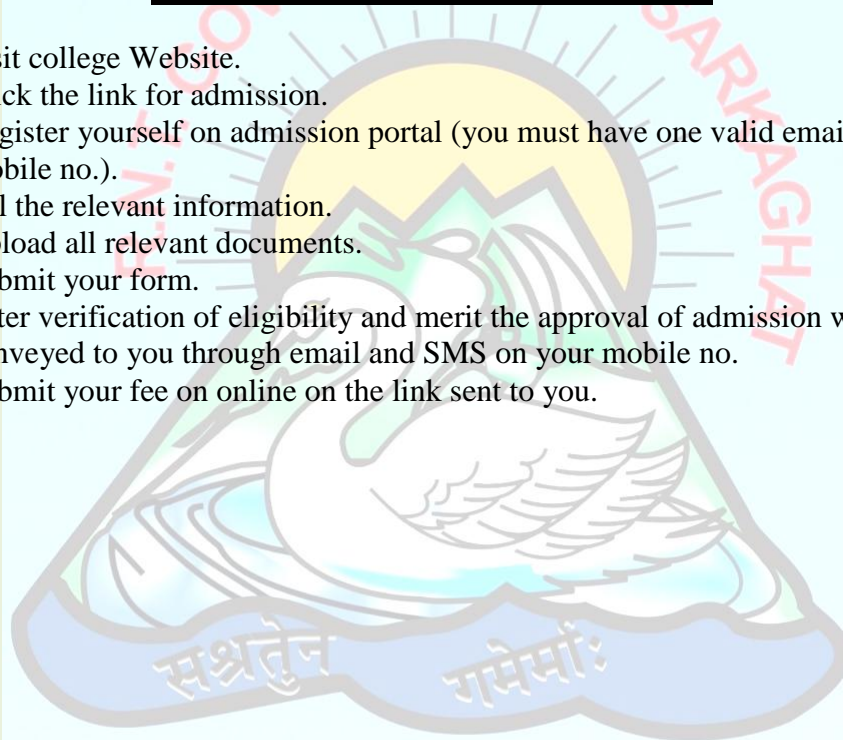 sit college Website.
ick the link for admission.
gister yourself on admission portal (you must have one valid emai
obile no.).
l the relevant information.
pload all relevant documents.
bmit your form.
ter verification of eligibility and merit the approval of admission w
nveyed to you through email and SMS on your mobile no.
bmit your fee on online on the link sent to you.
R.N.T GOV
SARKAGHAT